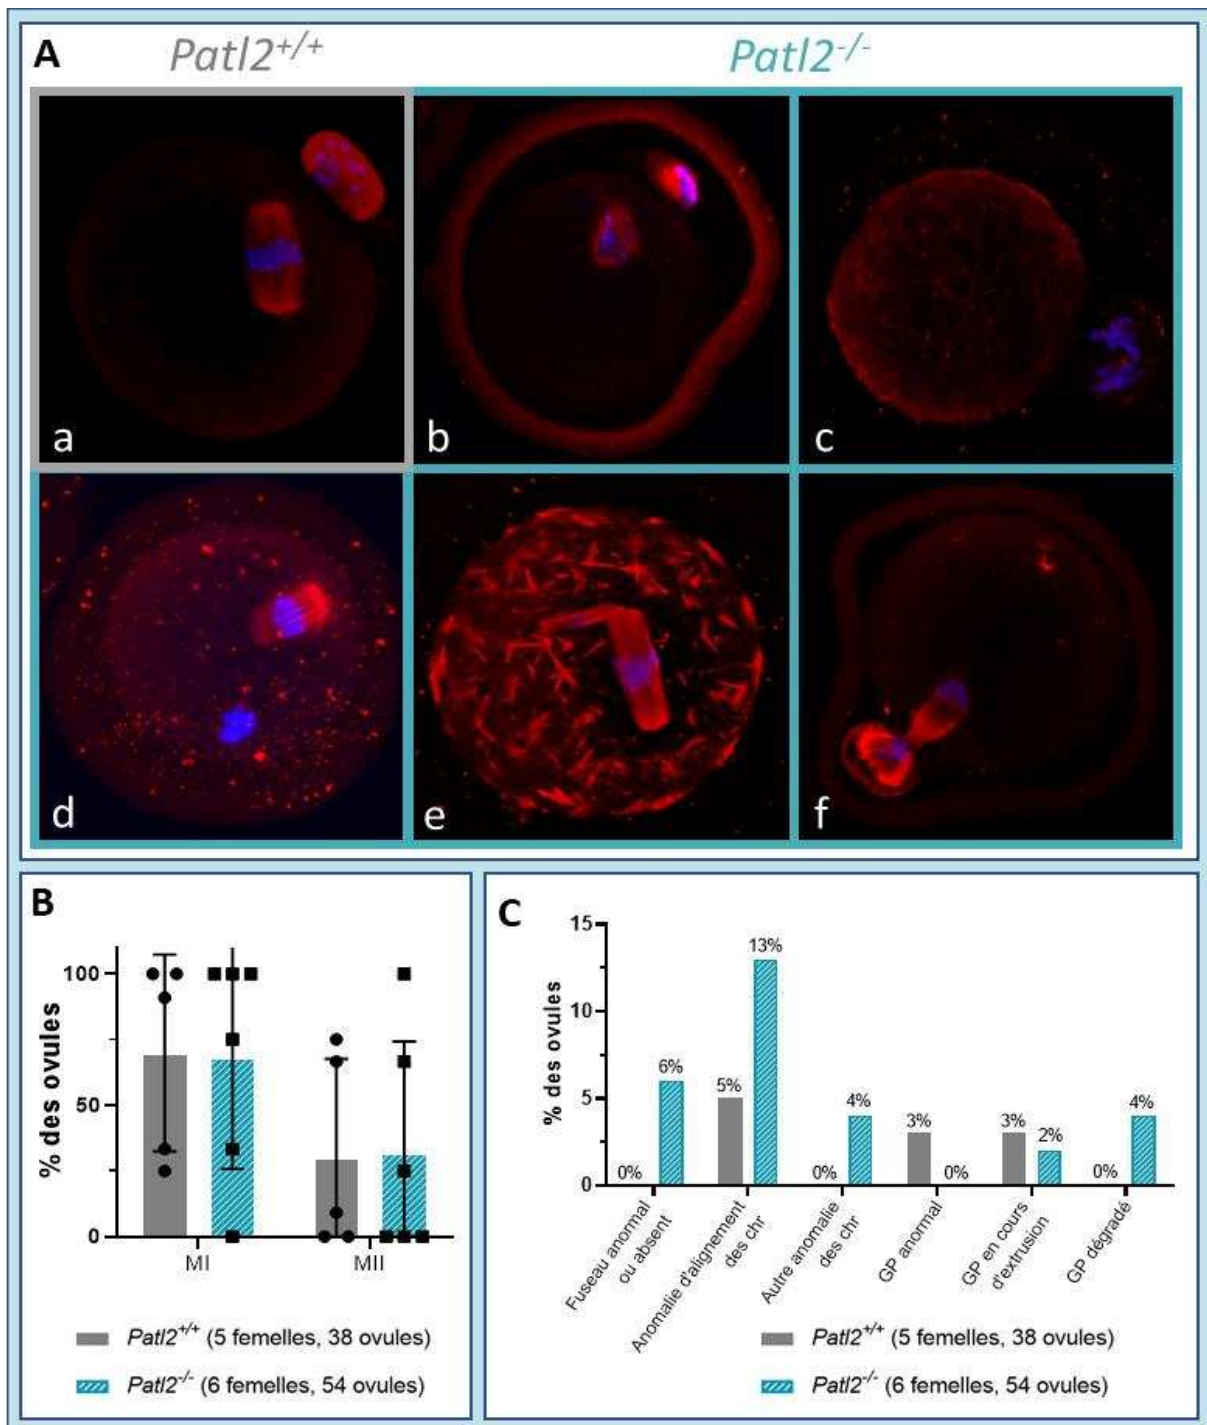 A
Patl2+/+
Patl2-/-
a
b
c
d
e
f
B
% des ovules
100
50
0
MI
MII
Patl2+/+ (5 femelles, 38 ovules)
Patl2-/- (6 femelles, 54 ovules)
C
% des ovules
15
10
5
0
0%
6%
5%
13%
0%
4%
3%
0%
3%
2%
0%
4%
Fuseau anormal
ou absent
Anomalie d'alignement
des chr
Autre anomalie
des chr
GP anormal
GP en cours
d'extrusion
GP dégradé
Patl2+/+ (5 femelles, 38 ovules)
Patl2-/- (6 femelles, 54 ovules)